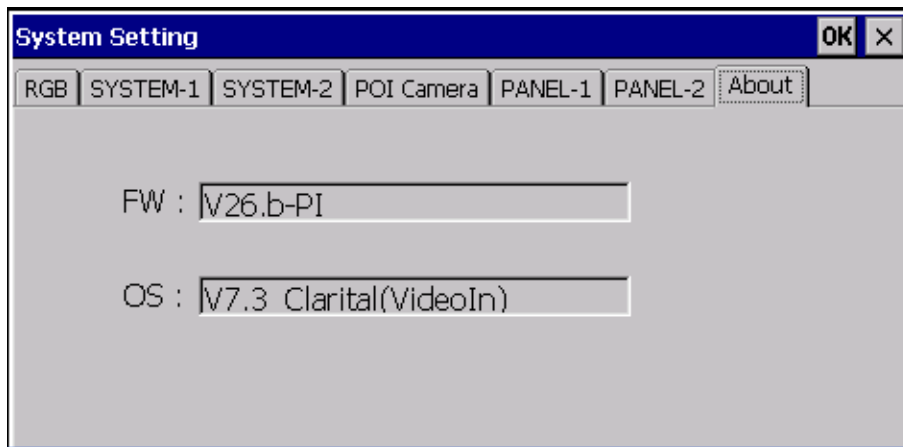 System Setting OK ×
RGB SYSTEM-1 SYSTEM-2 POI Camera PANEL-1 PANEL-2 About
FW : V26.b-PI
OS : V7.3 Clarital(VideoIn)